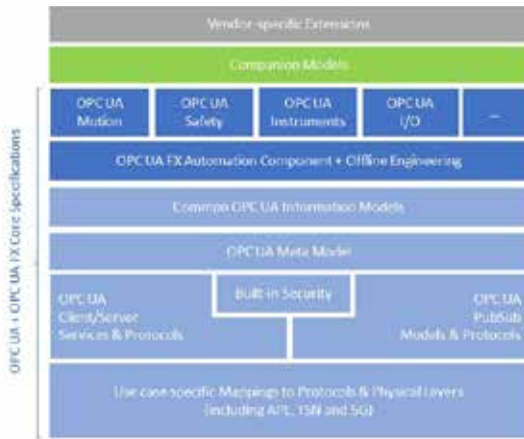 Vendor-specific Extensions
Companion Models
OPC UA
Motion
OPC UA
Safety
OPC UA
Instruments
OPC UA
I/O
...
OPC UA FX Automation Component + Offline Engineering
Common OPC UA Information Models
OPC UA Meta Model
Built-in Security
OPC UA
Client/Server
Services & Protocols
OPC UA
PubSub
Models & Protocols
Use case specific Mappings to Protocols & Physical Layers
(including APL, TSN and 5G)
OPC UA + OPC UA FX Core Specifications